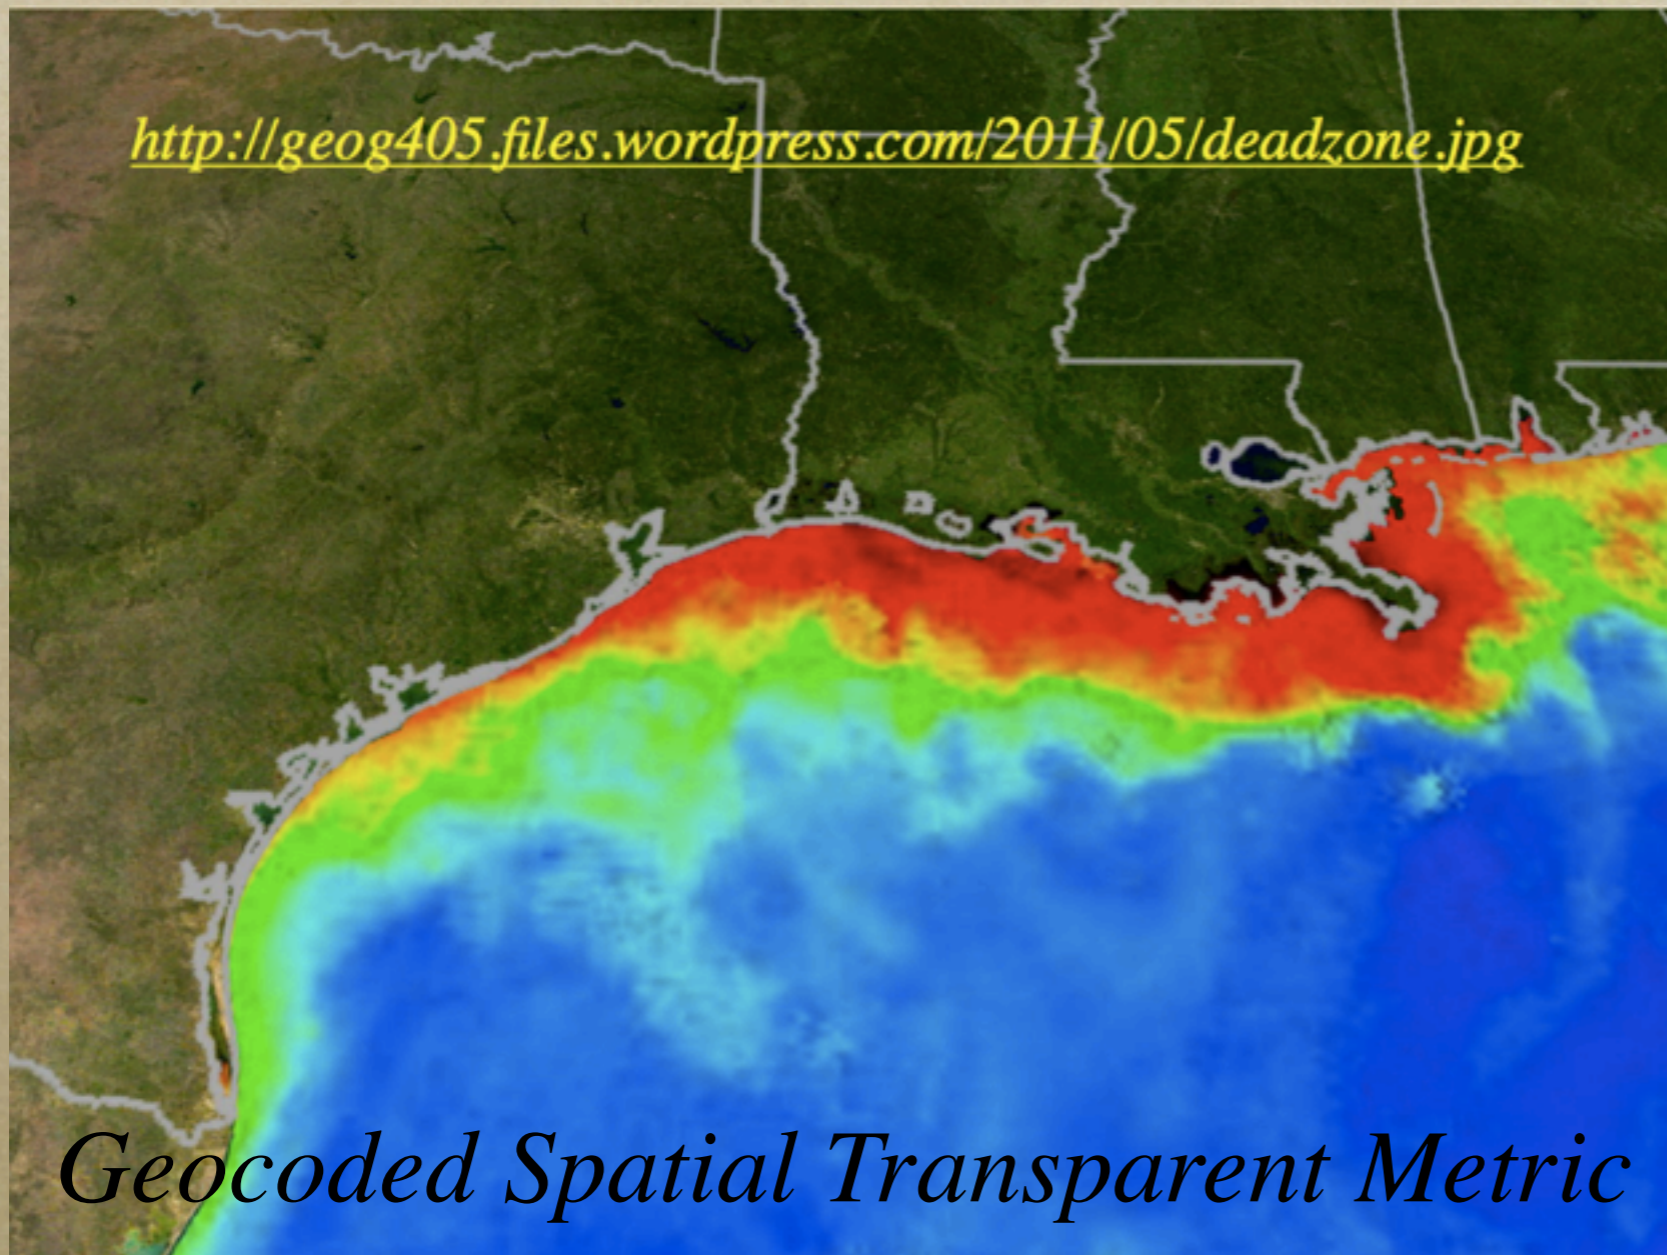 http://geog405.files.wordpress.com/2011/05/deadzone.jpg
Geocoded Spatial Transparent Metric